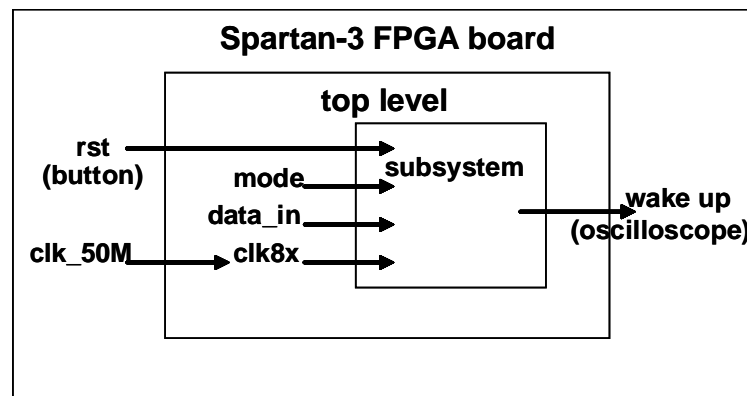 Spartan-3 FPGA board
top level
rst
(button)
subsystem
mode
data_in
wake up
(oscilloscope)
clk_50M
clk8x